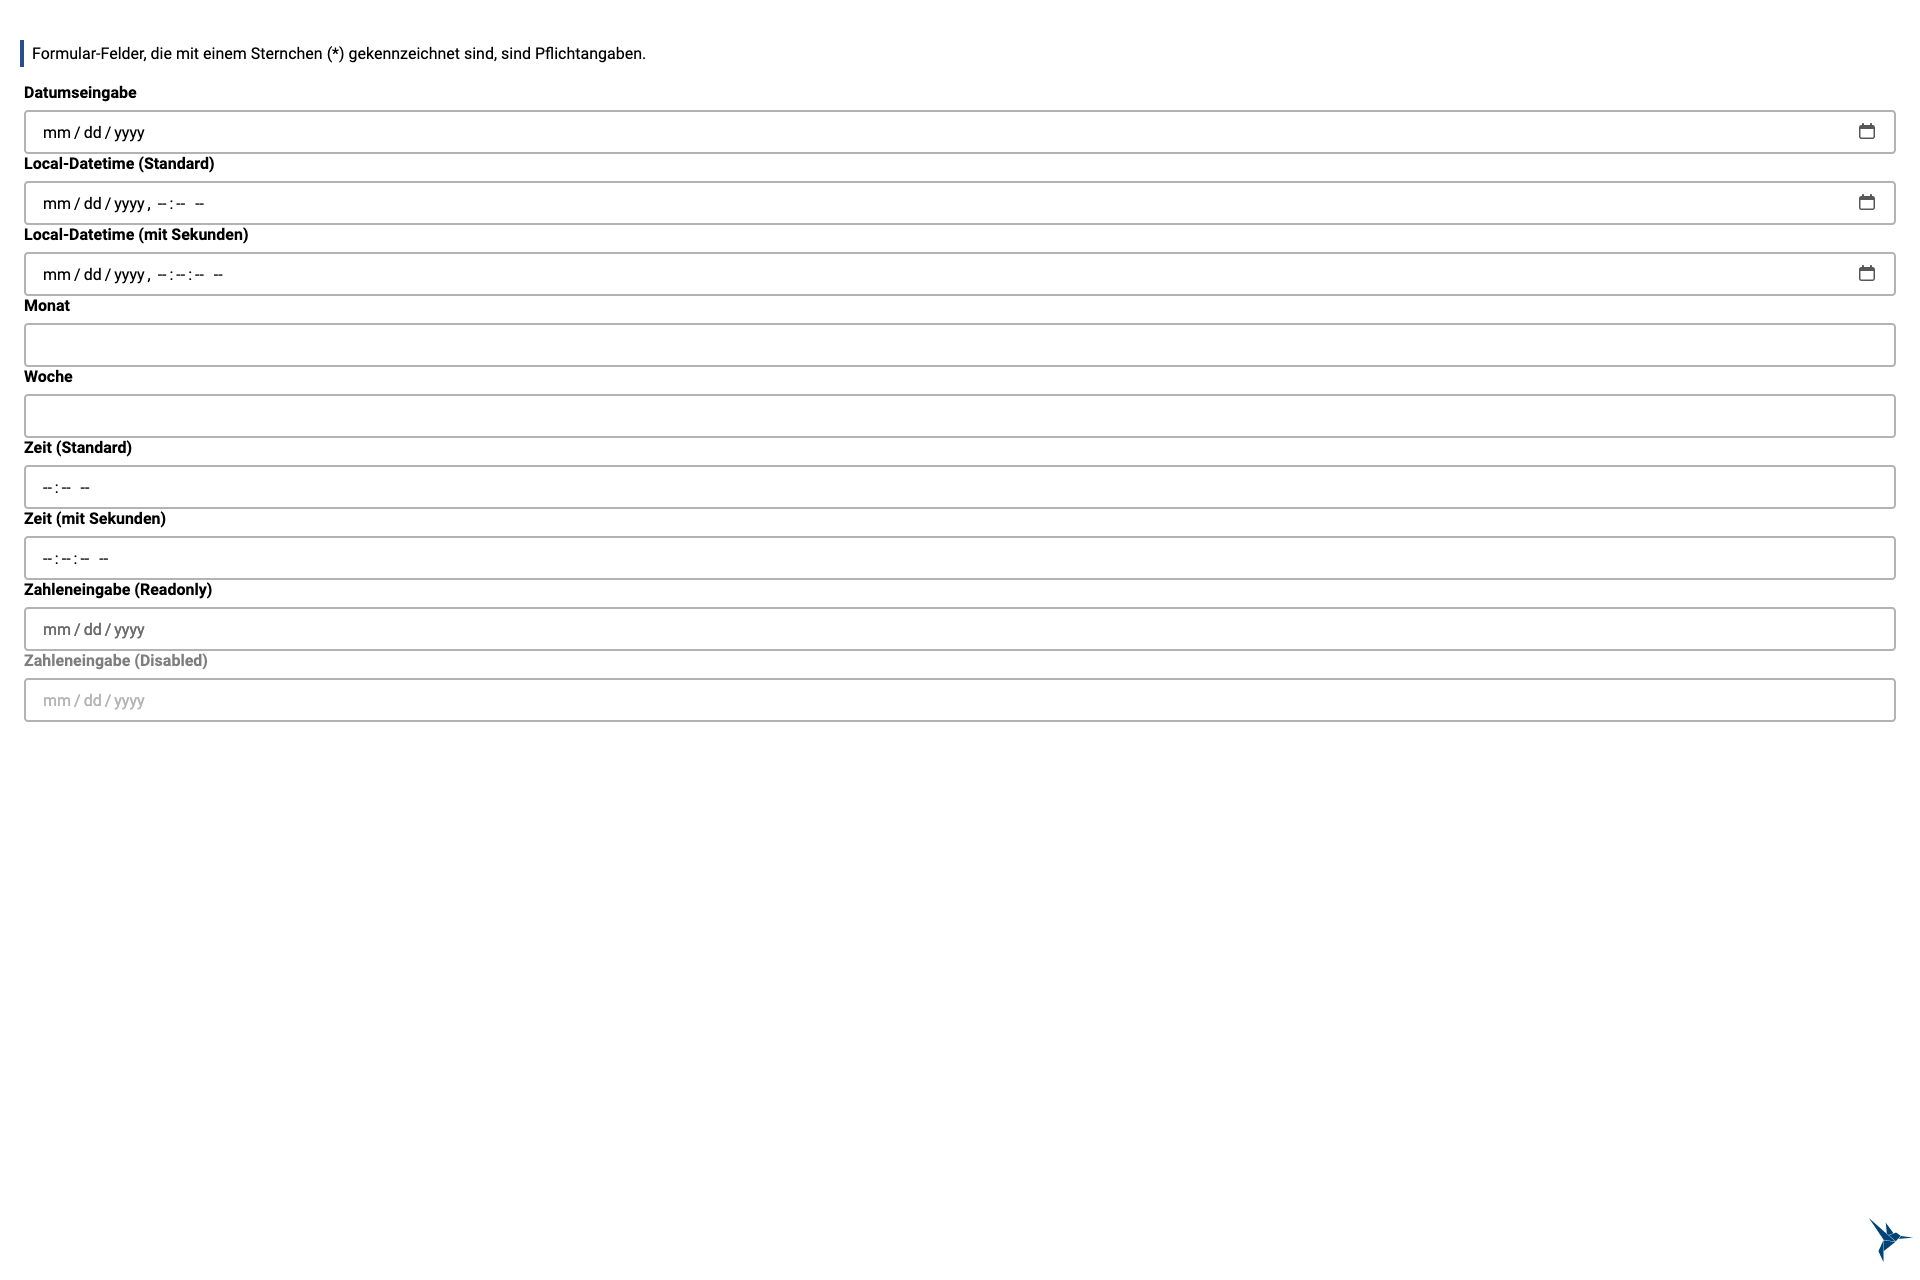 Formular-Felder, die mit einem Sternchen (*) gekennzeichnet sind, sind Pflichtangaben.
Datumseingabe
mm/dd/yyyy
Local-Datetime (Standard)
mm/dd/yyyy, --:-- --
Local-Datetime (mit Sekunden)
mm/dd/yyyy, --:--:-- --
Monat
Woche
Zeit (Standard)
--:-- --
Zeit (mit Sekunden)
--:--:-- --
Zahleneingabe (Readonly)
mm/dd/yyyy
Zahleneingabe (Disabled)
mm/dd/yyyy